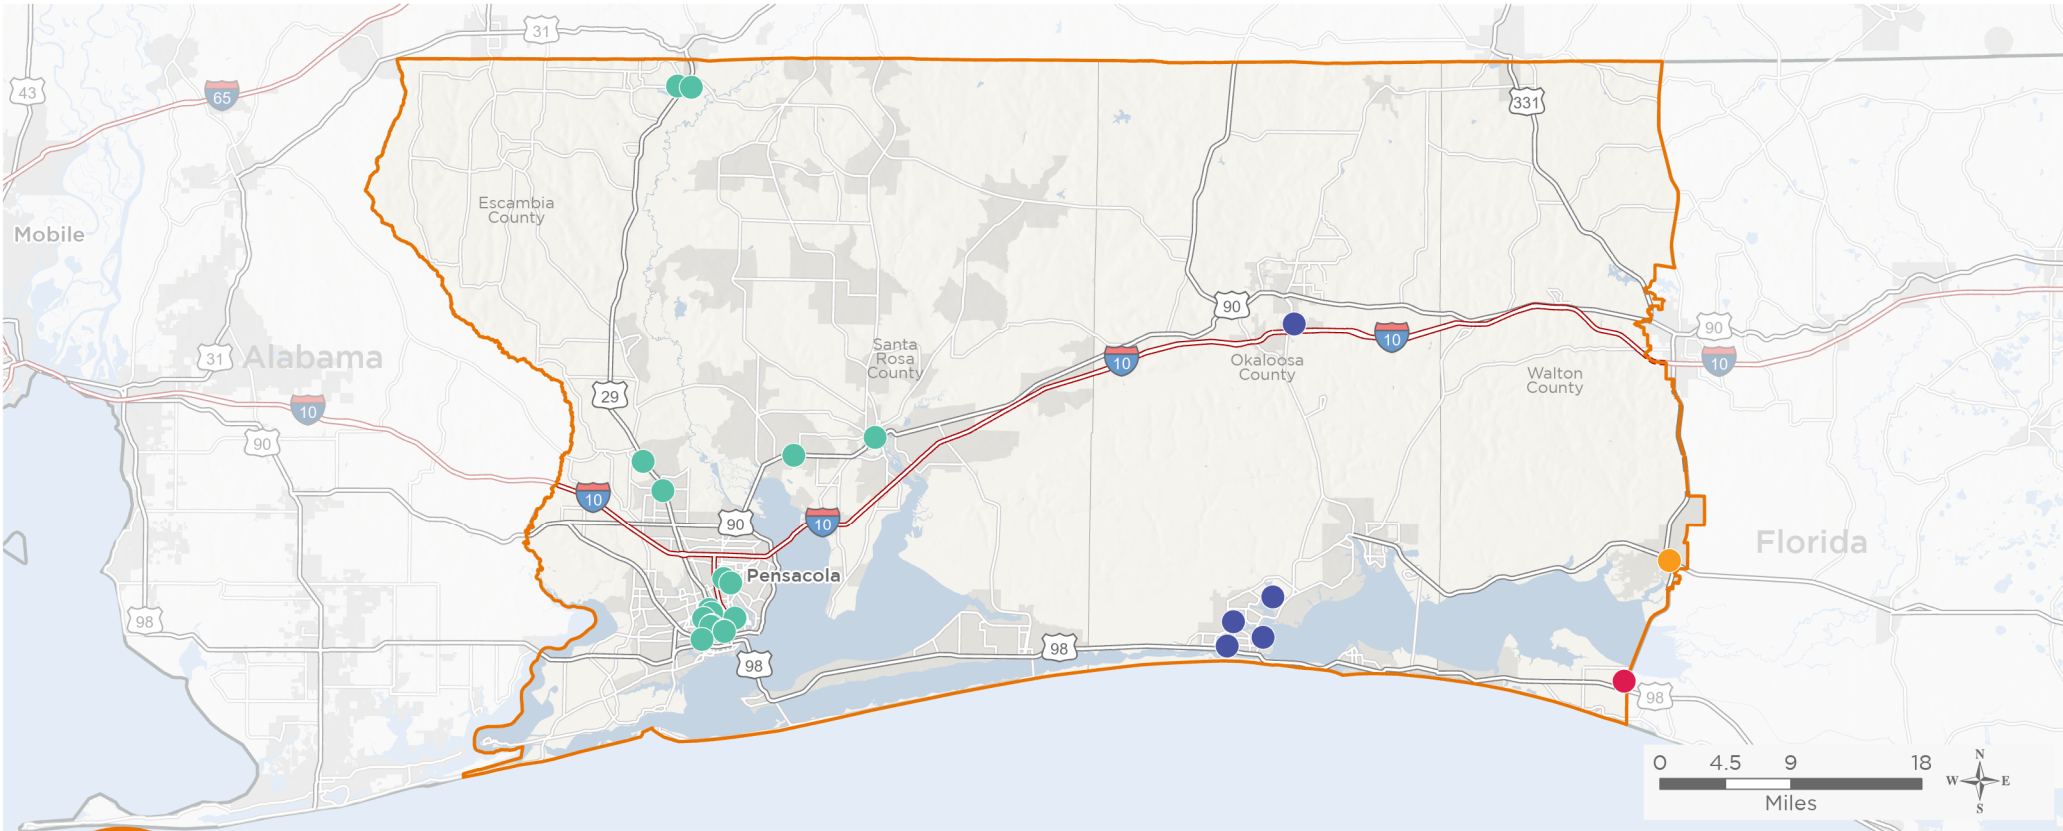 31
43
65
331
Escambia
County
Mobile
90
90
31
Alabama
Santa
Rosa
County
10
10
10
Okaloosa
County
Walton
County
29
10
90
10
90
10
Florida
Pensacola
98
98
98
98
0 4.5 9 18
Miles
N
W E
S